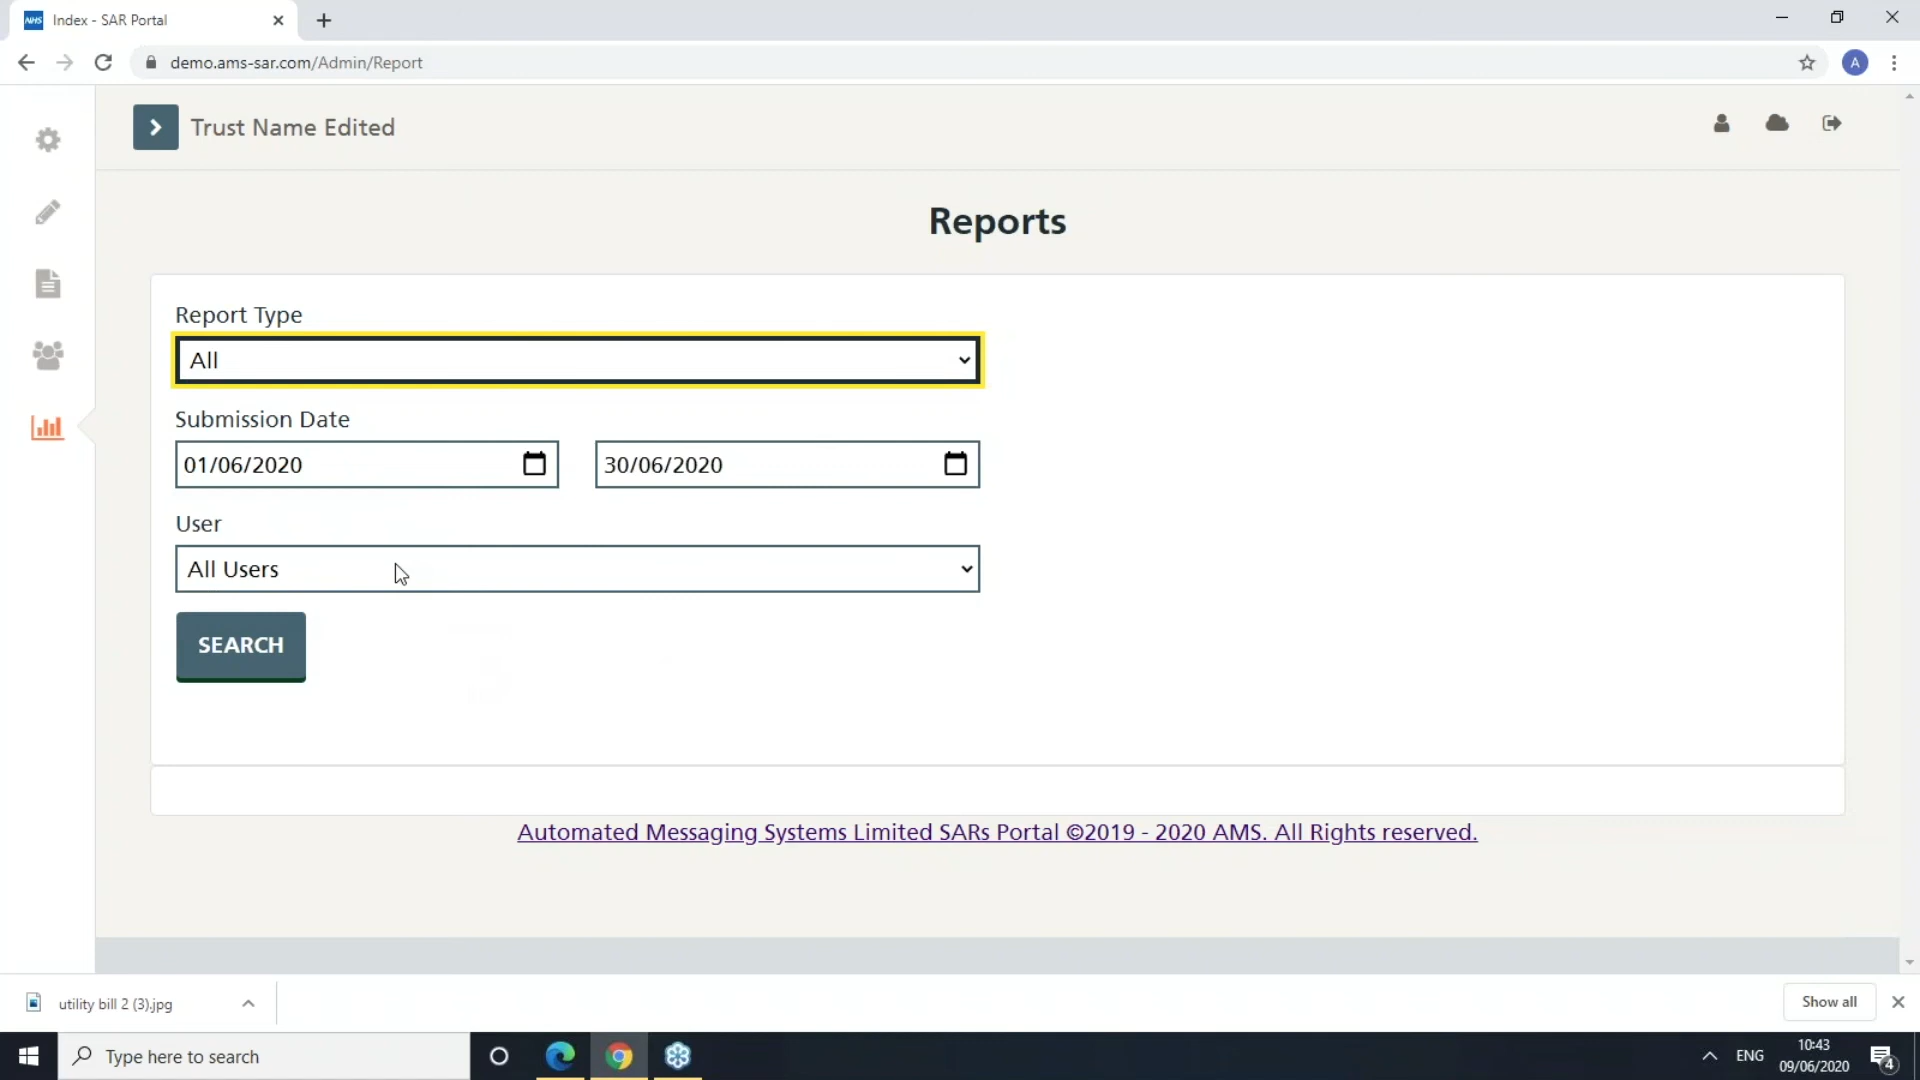 NHS Index - SAR Portal
demo.ams-sar.com/Admin/Report
A
Trust Name Edited
Reports
Report Type
All
Submission Date
01/06/2020 30/06/2020
User
All Users
SEARCH
Automated Messaging Systems Limited SARs Portal ©2019 - 2020 AMS. All Rights reserved.
utility bill 2 (3).jpg
Show all
Type here to search
ENG
10:43
09/06/2020
4